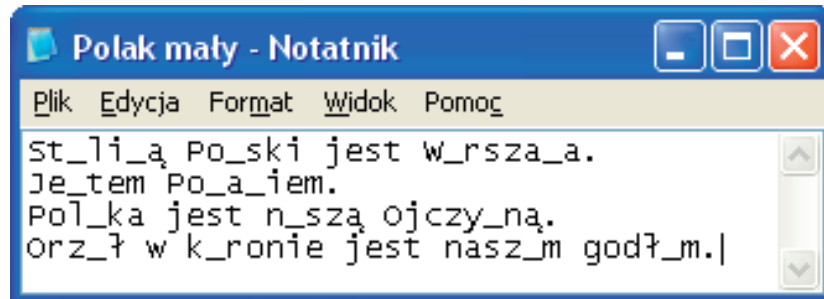 Polak mały - Notatnik
Plik Edycja Format Widok Pomoc
St_li_ą Po_ski jest W_rsza_a.
Je_tem Po_a_iem.
Pol_ka jest n_szą Ojczy_ną.
Orz_ł w k_ronie jest nasz_m godł_m.